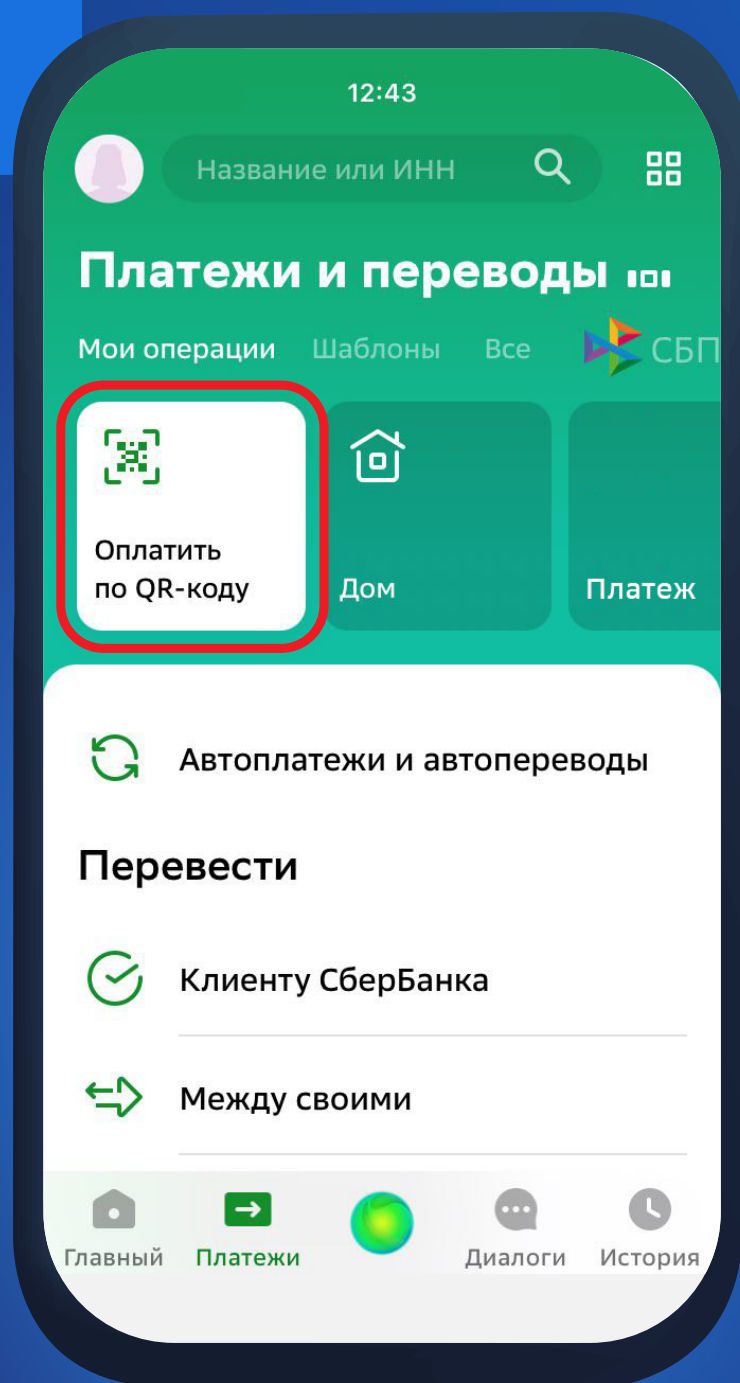 12:43
Название или ИНН
Платежи и переводы
Мои операции Шаблоны Все СБП
Оплатить
по QR-коду
Дом
Платеж
Автоплатежи и автопереводы
Перевести
Клиенту СберБанка
Между своими
Главный Платежи Диалоги История